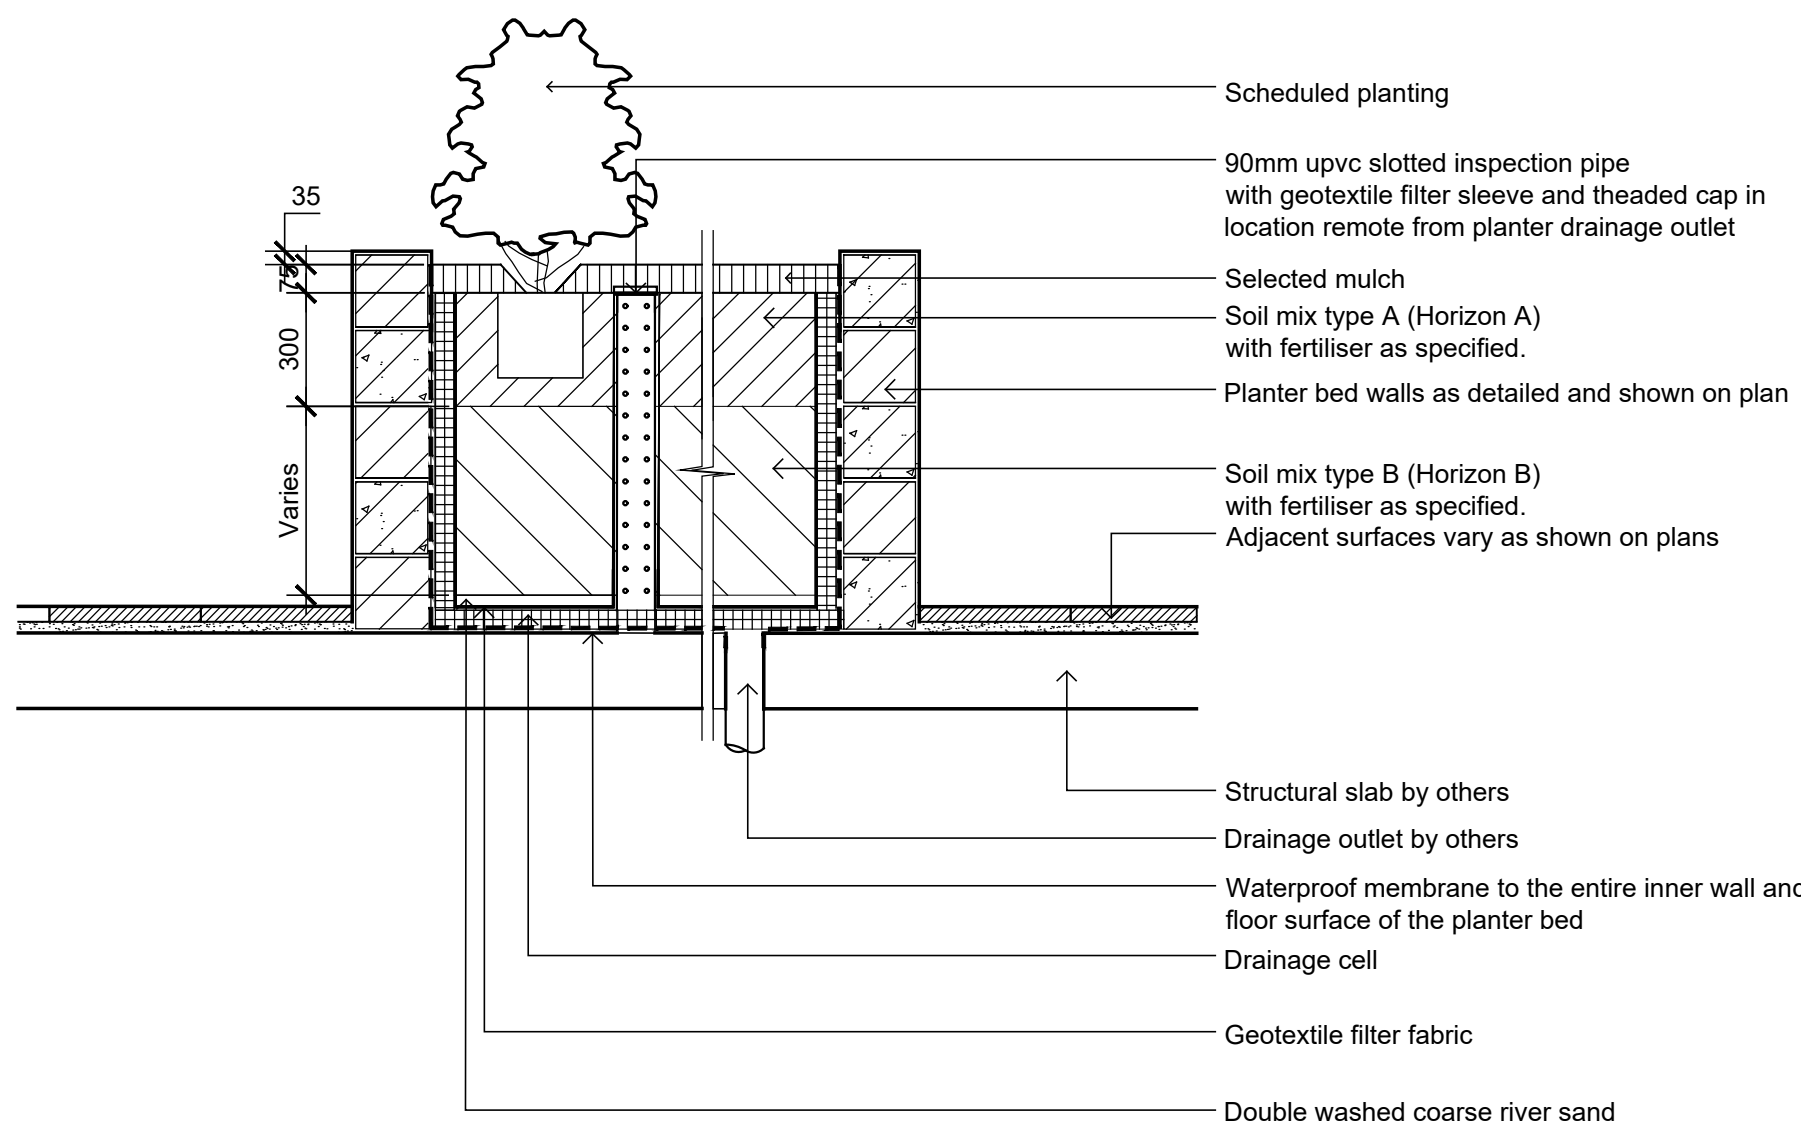 Scheduled planting
90mm upvc slotted inspection pipe
with geotextile filter sleeve and theaded cap in
location remote from planter drainage outlet
35
75
300
Varies
Selected mulch
Soil mix type A (Horizon A)
with fertiliser as specified.
Planter bed walls as detailed and shown on plan
Soil mix type B (Horizon B)
with fertiliser as specified.
Adjacent surfaces vary as shown on plans
Structural slab by others
Drainage outlet by others
Waterproof membrane to the entire inner wall and
floor surface of the planter bed
Drainage cell
Geotextile filter fabric
Double washed coarse river sand